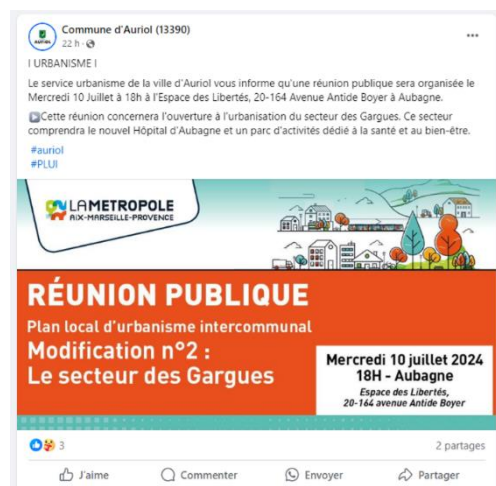 Commune d'Auriol (13390)
22 h ·
AURIOL
I URBANISME I
Le service urbanisme de la ville d'Auriol vous informe qu'une réunion publique sera organisée le
Mercredi 10 Juillet à 18h à l'Espace des Libertés, 20-164 Avenue Antide Boyer à Aubagne.
Cette réunion concernera l'ouverture à l'urbanisation du secteur des Gargues. Ce secteur
comprendra le nouvel Hôpital d'Aubagne et un parc d'activités dédié à la santé et au bien-être.
#auriol
#PLUI
LAMETROPOLE
AIX-MARSEILLE-PROVENCE
RÉUNION PUBLIQUE
Plan local d'urbanisme intercommunal
Modification n°2 :
Le secteur des Gargues
Mercredi 10 juillet 2024
18H - Aubagne
Espace des Libertés,
20-164 avenue Antide Boyer
3
2 partages
J'aime
Commenter
Envoyer
Partager